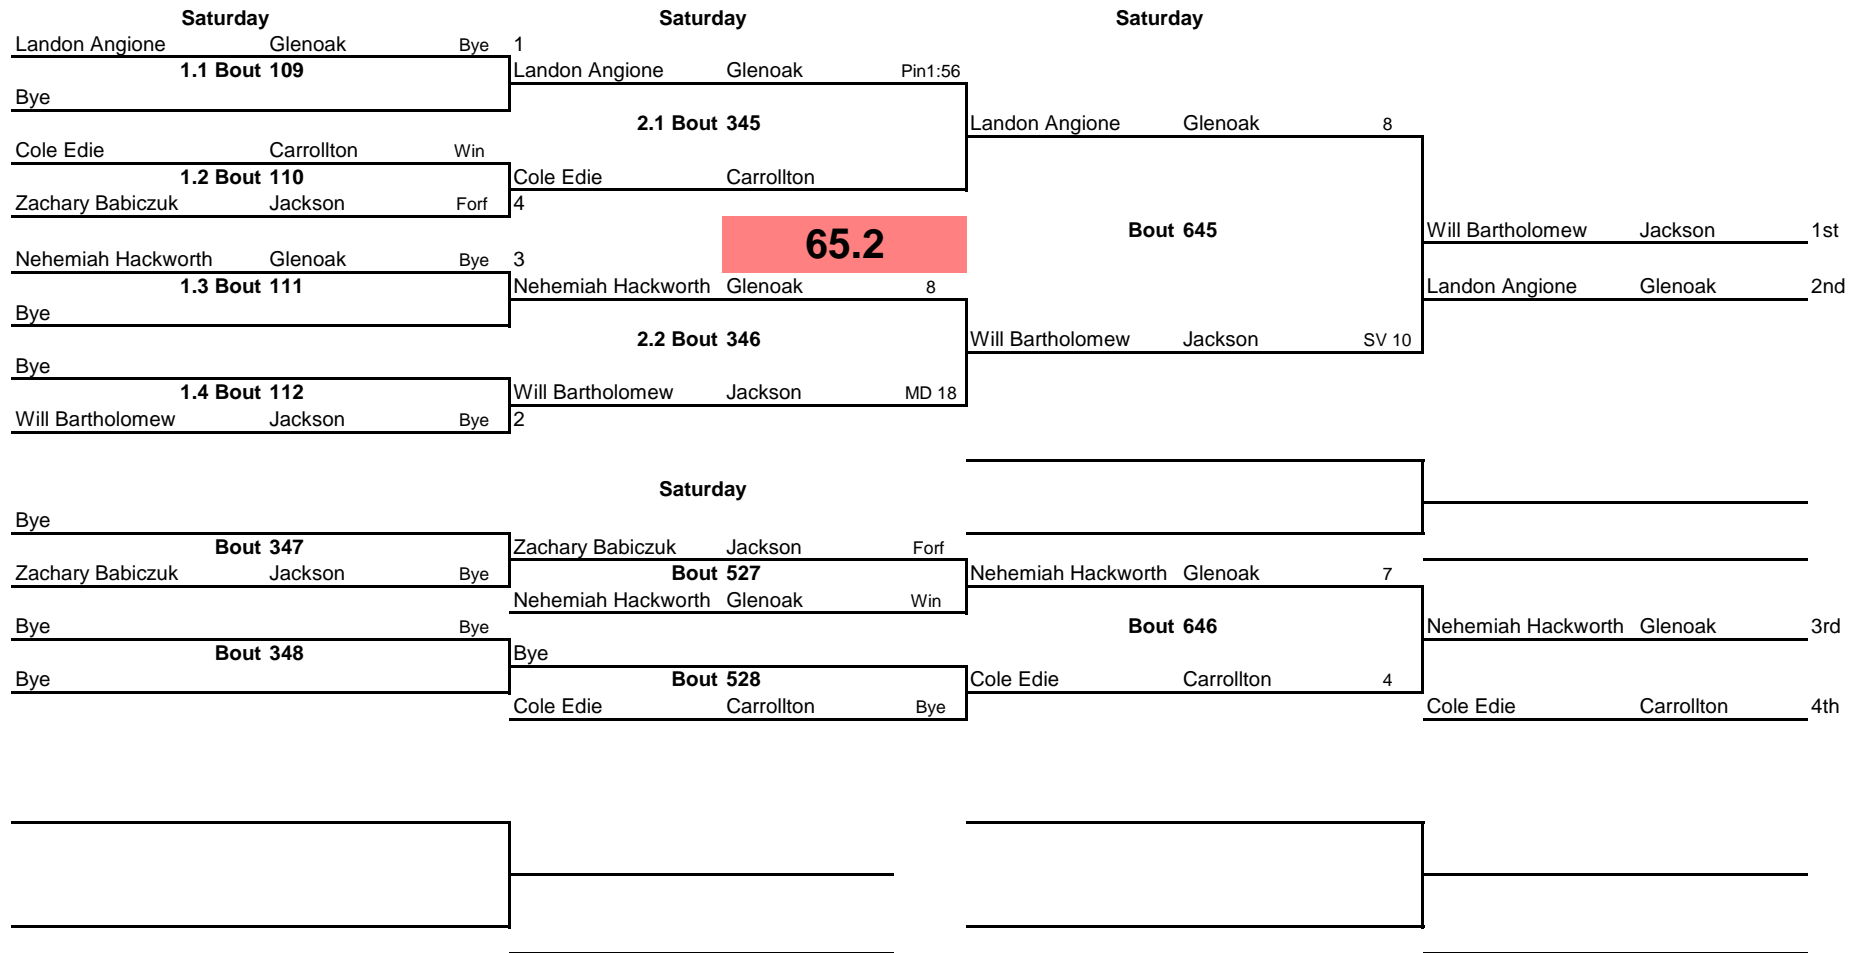 Saturday Saturday Saturday
Landon Angione Glenoak Bye 1
1.1 Bout 109 Landon Angione Glenoak Pin1:56
Bye
2.1 Bout 345 Landon Angione Glenoak 8
Cole Edie Carrollton Win
1.2 Bout 110 Cole Edie Carrollton
Zachary Babiczuk Jackson Forf 4
65.2 Bout 645 Will Bartholomew Jackson 1st
Nehemiah Hackworth Glenoak Bye 3
1.3 Bout 111 Nehemiah Hackworth Glenoak 8 Landon Angione Glenoak 2nd
Bye
2.2 Bout 346 Will Bartholomew Jackson SV 10
Bye
1.4 Bout 112 Will Bartholomew Jackson MD 18
Will Bartholomew Jackson Bye 2
Saturday
Bye
Bout 347 Zachary Babiczuk Jackson Forf
Zachary Babiczuk Jackson Bye Bout 527 Nehemiah Hackworth Glenoak 7
Nehemiah Hackworth Glenoak Win
Bye Bye Bout 646 Nehemiah Hackworth Glenoak 3rd
Bout 348 Bye
Bye Bout 528 Cole Edie Carrollton 4
Cole Edie Carrollton Bye Cole Edie Carrollton 4th